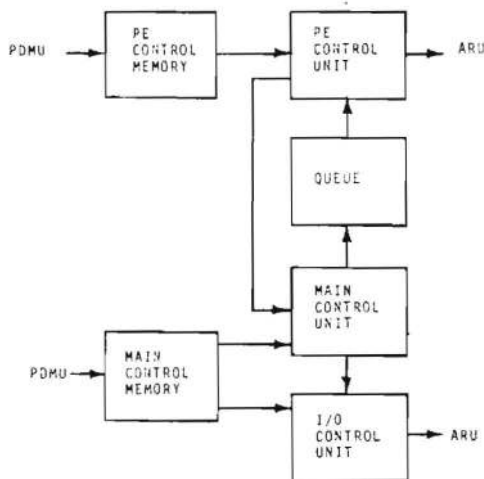 PDMU
PE
CONTROL
MEMORY
PE
CONTROL
UNIT
ARU
QUEUE
MAIN
CONTROL
UNIT
PDMU
MAIN
CONTROL
MEMORY
I/O
CONTROL
UNIT
ARU